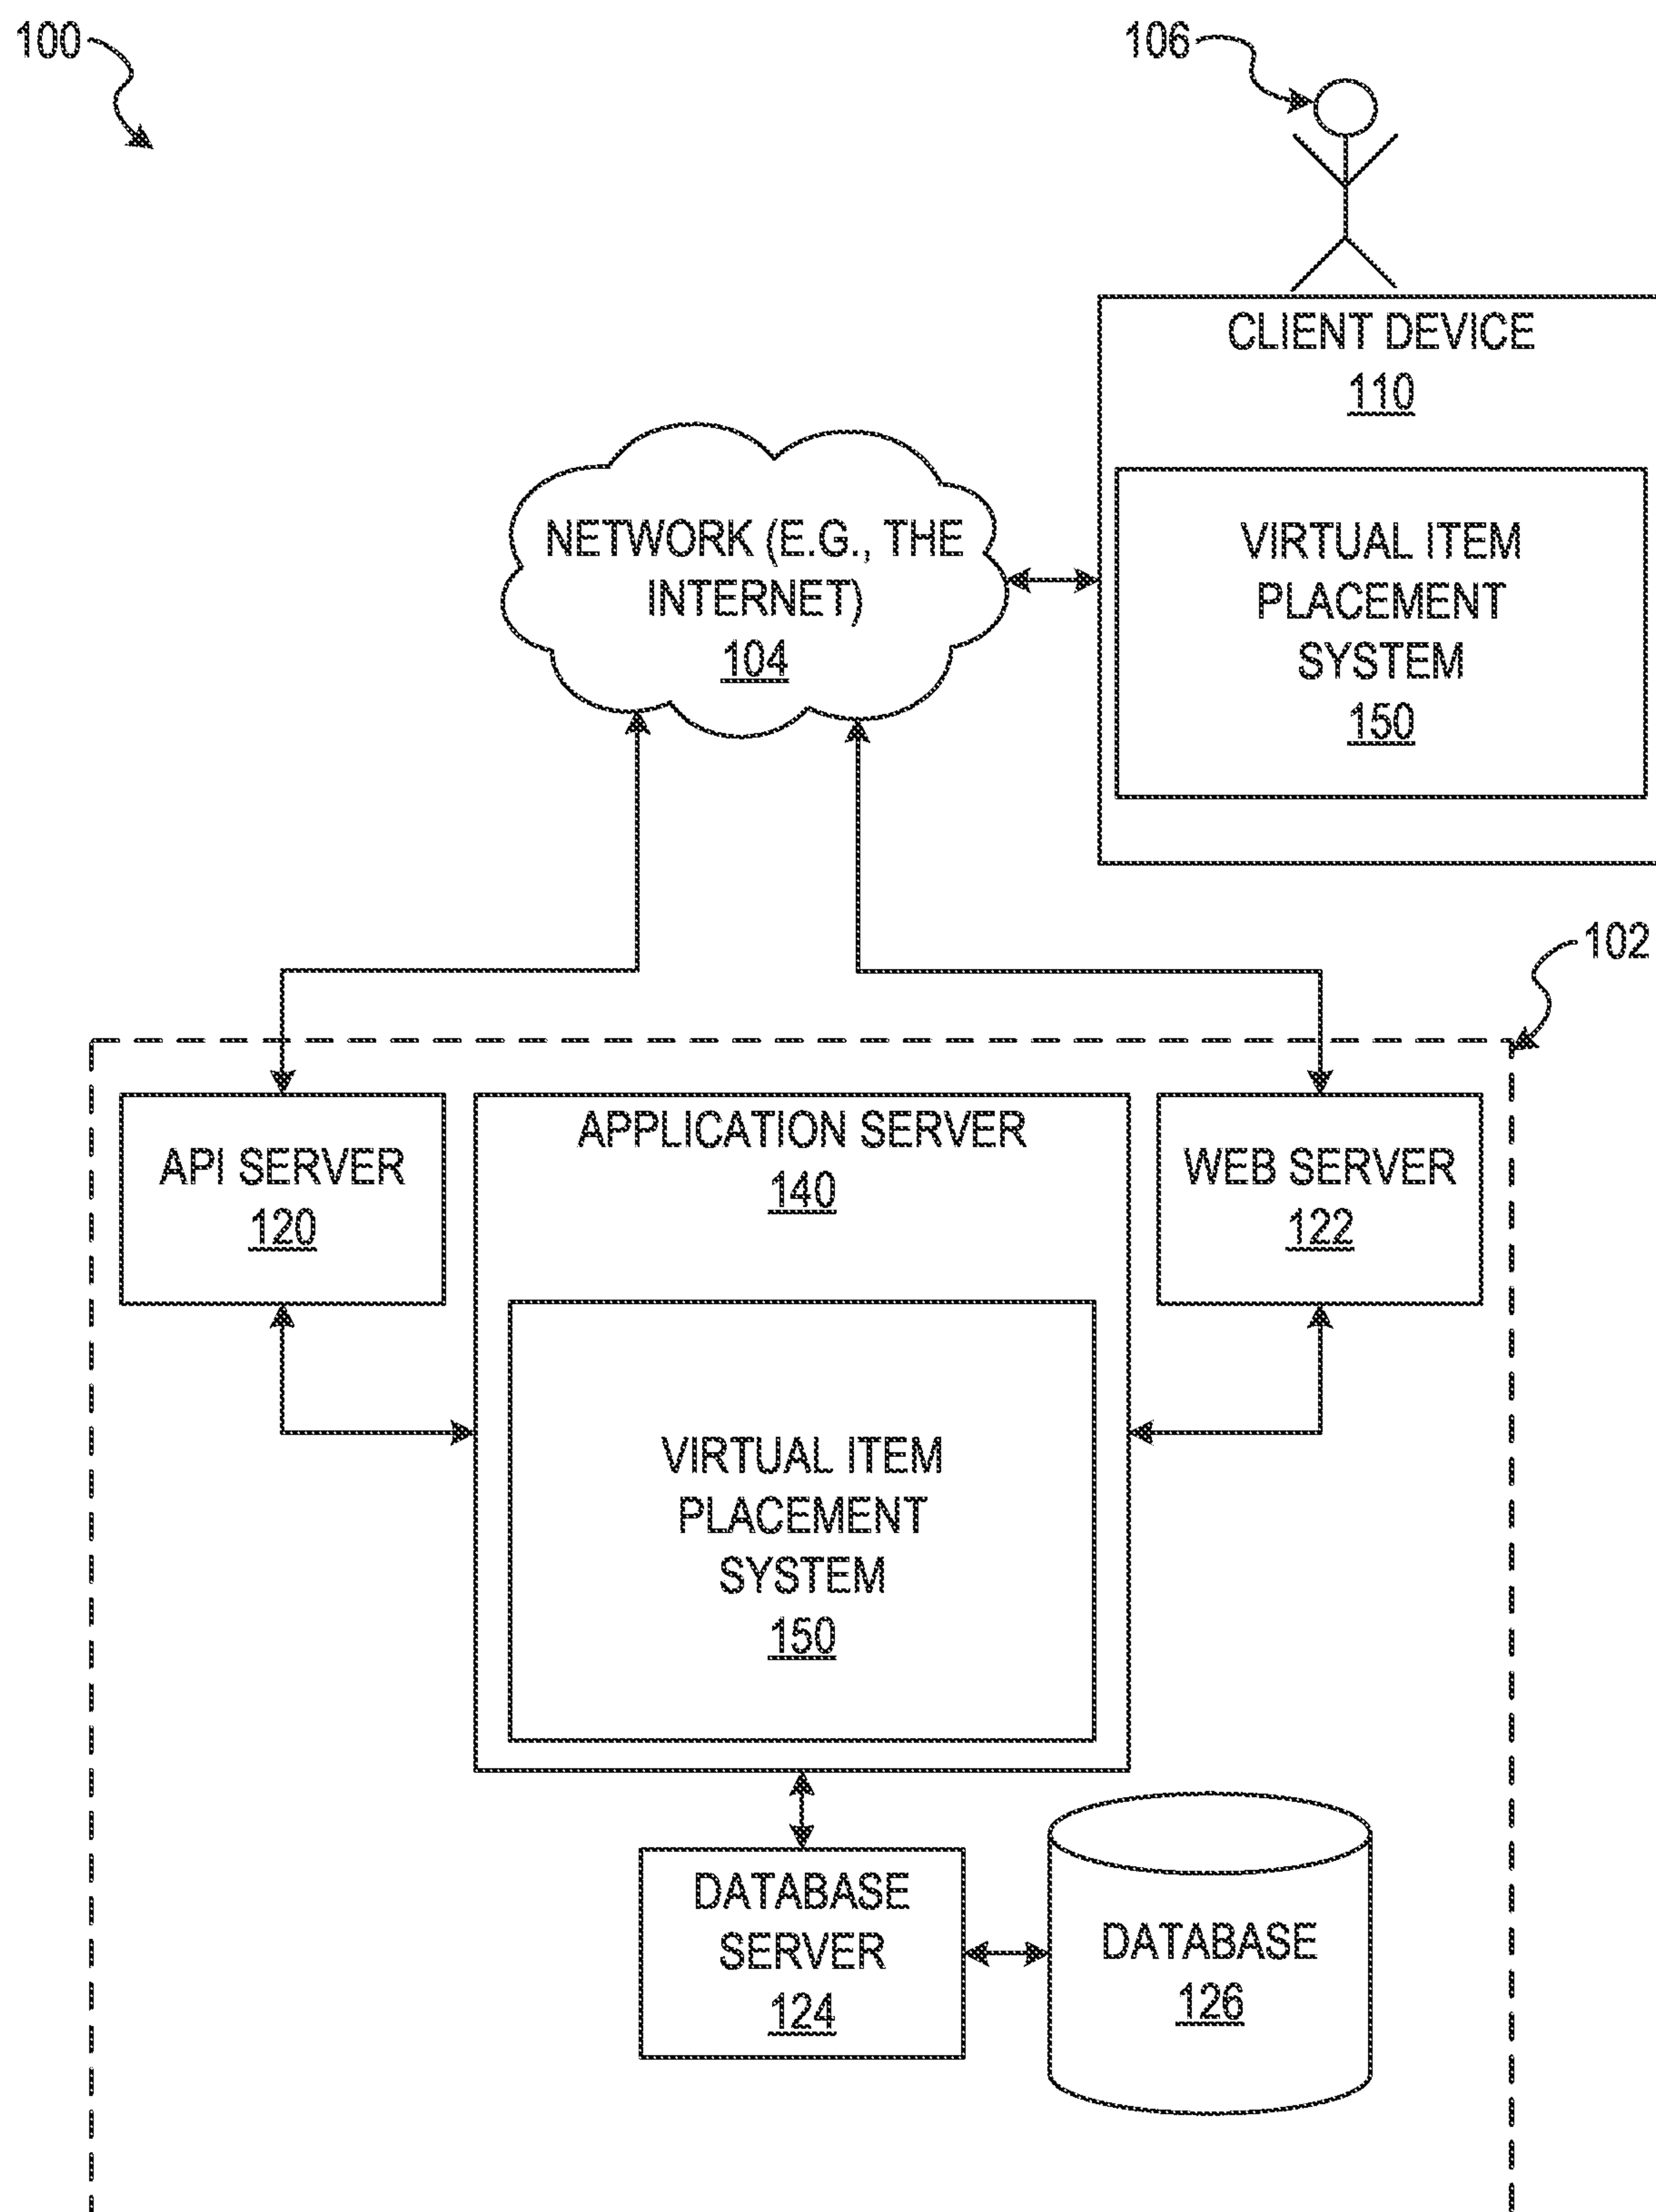 100
106
CLIENT DEVICE
110
NETWORK (E.G., THE
INTERNET)
104
VIRTUAL ITEM
PLACEMENT
SYSTEM
150
102
API SERVER
120
APPLICATION SERVER
140
WEB SERVER
122
VIRTUAL ITEM
PLACEMENT
SYSTEM
150
DATABASE
SERVER
124
DATABASE
126